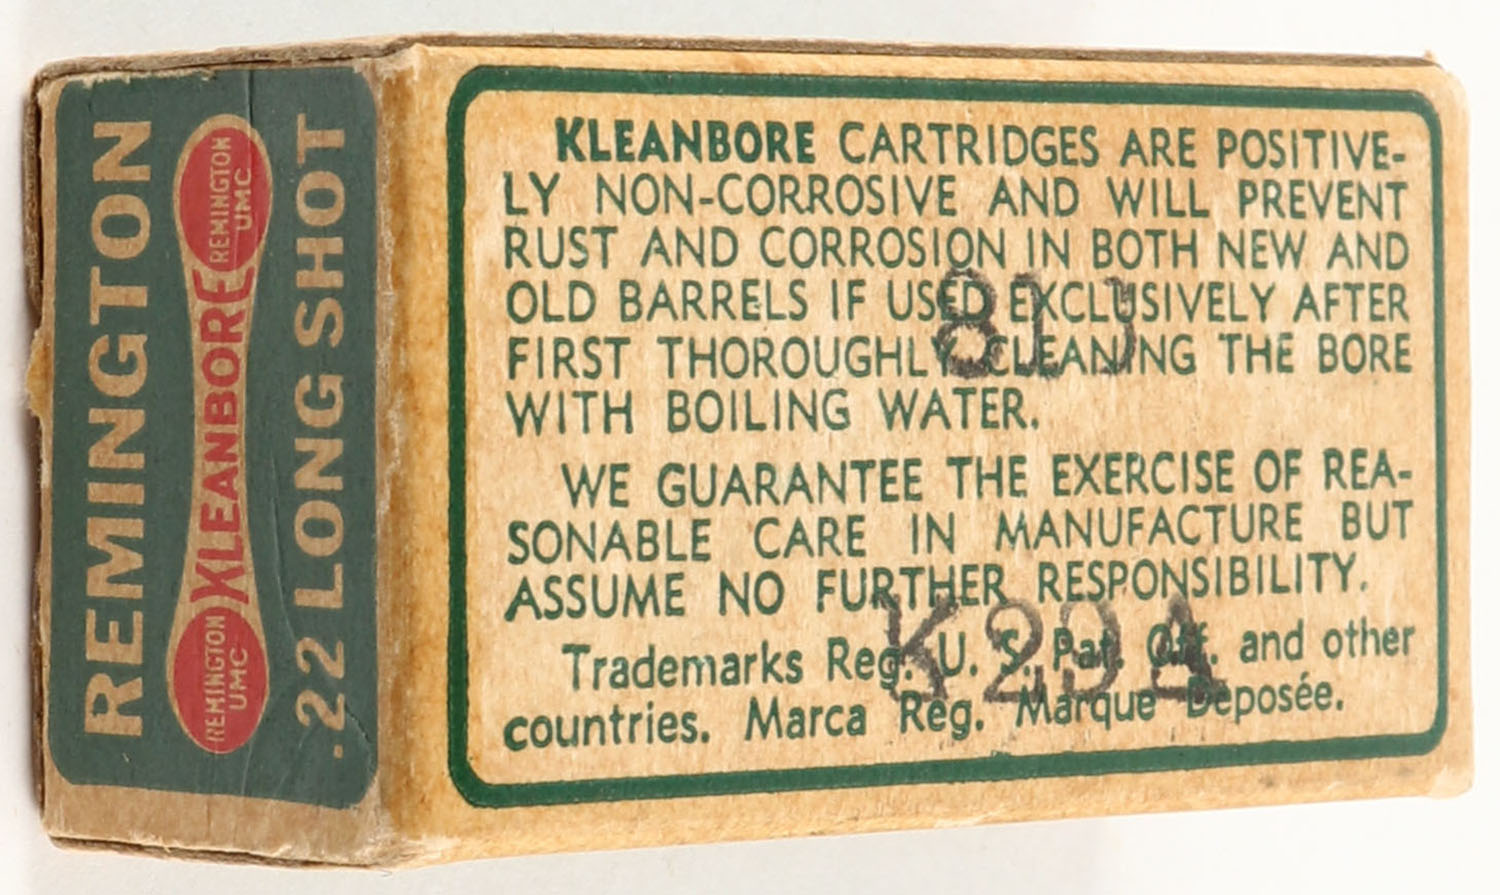 REMINGTON
REMINGTON
UMC
KLEANBORE
REMINGTON
UMC
.22 LONG SHOT
KLEANBORE CARTRIDGES ARE POSITIVE-
LY NON-CORROSIVE AND WILL PREVENT
RUST AND CORROSION IN BOTH NEW AND
OLD BARRELS IF USED EXCLUSIVELY AFTER
FIRST THOROUGHLY CLEANING THE BORE
WITH BOILING WATER.
WE GUARANTEE THE EXERCISE OF REA-
SONABLE CARE IN MANUFACTURE BUT
ASSUME NO FURTHER RESPONSIBILITY.
K29A
Trademarks Reg. U. S. Pat. Off. and other
countries. Marca Reg. Marque Deposée.